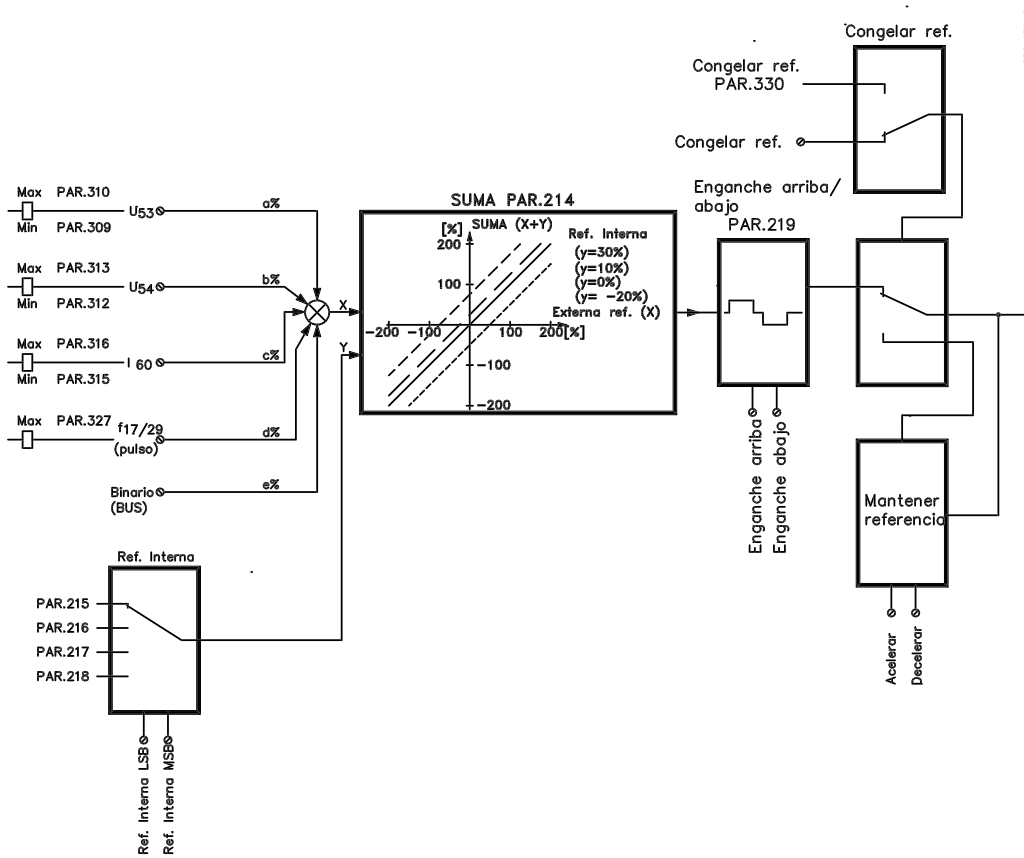 Congelar ref.
Congelar ref.
PAR.330
Congelar ref.
Max PAR.310
U53
a%
Min PAR.309
Max PAR.313
U54
b%
Min PAR.312
Max PAR.316
I 60
c%
Min PAR.315
Max PAR.327
f17/29
(pulso)
d%
Binario
(BUS)
e%
X
Y
SUMA PAR.214
[%] SUMA (X+Y)
200
100
-200 -100
100 200[%]
-100
-200
Ref. Interna
(y=30%)
(y=10%)
(y=0%)
(y= -20%)
Externa ref. (X)
Enganche arriba/
abajo
PAR.219
Enganche arriba
Enganche abajo
Mantener
referencia
Acelerar
Decelerar
Ref. Interna
PAR.215
PAR.216
PAR.217
PAR.218
Ref. Interna LSB
Ref. Interna MSB